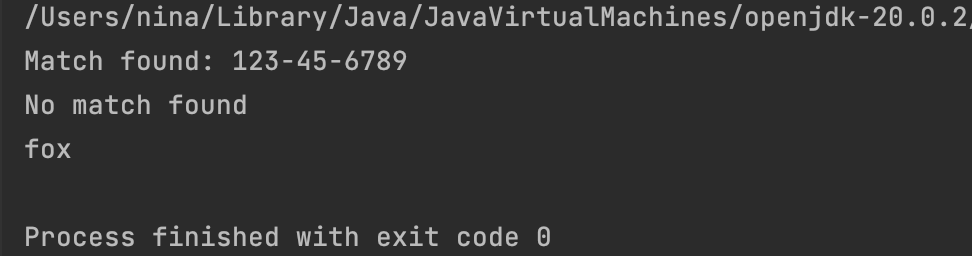 /Users/nina/Library/Java/JavaVirtualMachines/openjdk-20.0.2/
Match found: 123-45-6789
No match found
fox
Process finished with exit code 0